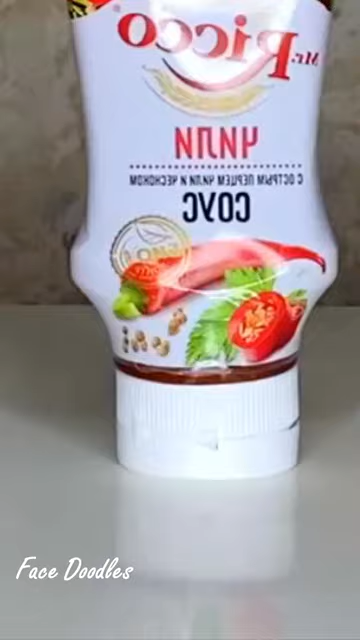 Mr. Ricco®
ЧИЛИ
С ОСТРЫМ ПЕРЦЕМ ЧИЛИ И ЧЕСНОКОМ
СОУС
Face Doodles